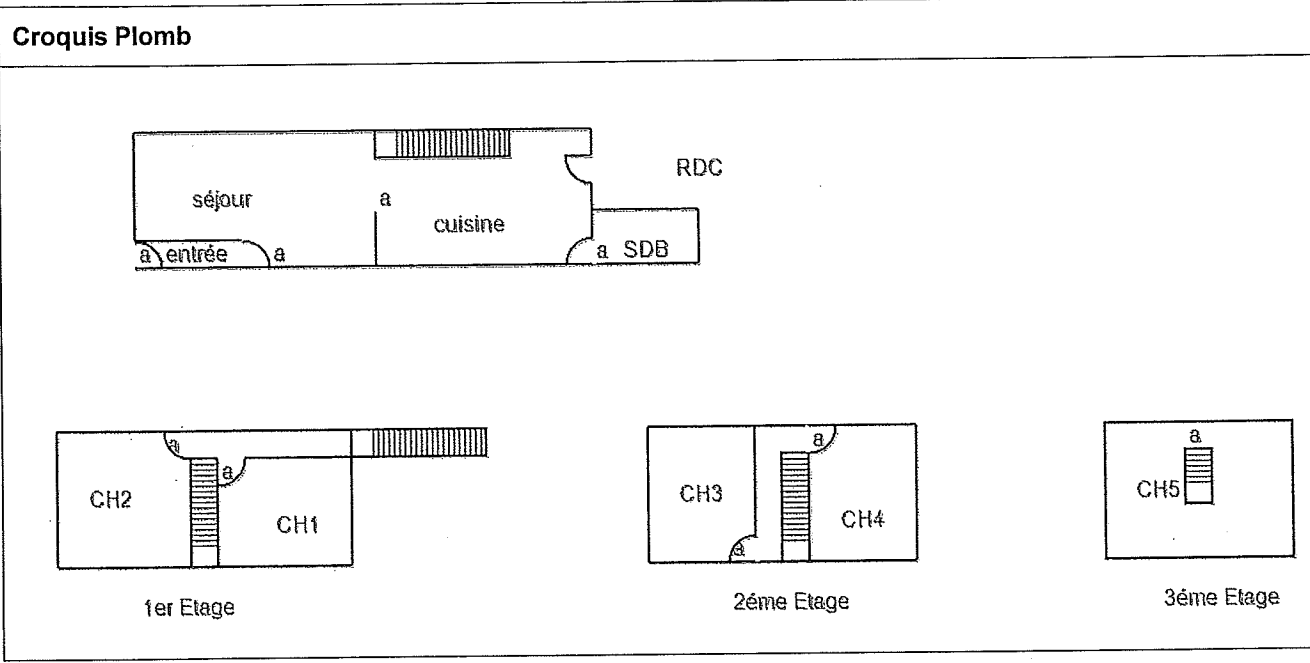 Croquis Plomb
RDC
séjour
a
cuisine
a entrée a
a SDB
a
a
CH2
CH1
1er Etage
a
CH3
CH4
a
2éme Etage
a
CH5
3éme Etage